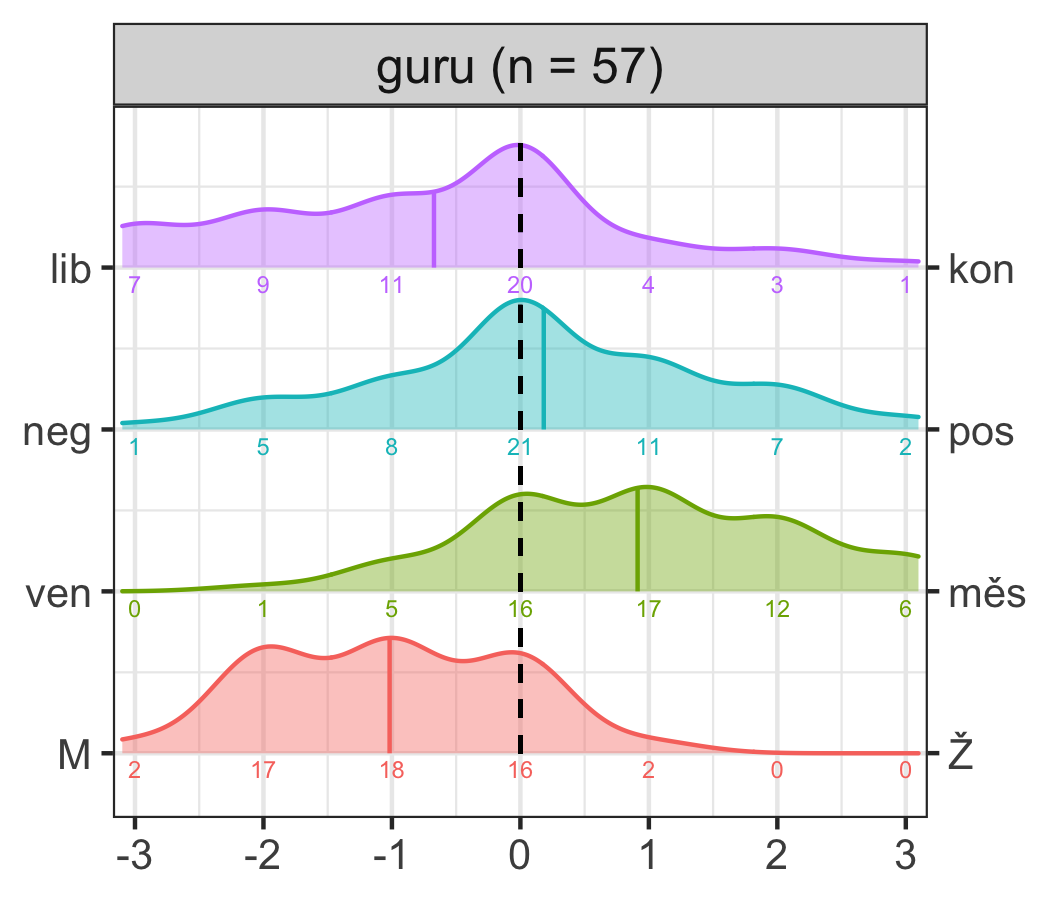 guru (n = 57)
lib kon
7 9 11 20 4 3 1
neg pos
1 5 8 21 11 7 2
ven měs
0 1 5 16 17 12 6
M Ž
2 17 18 16 2 0 0
-3 -2 -1 0 1 2 3